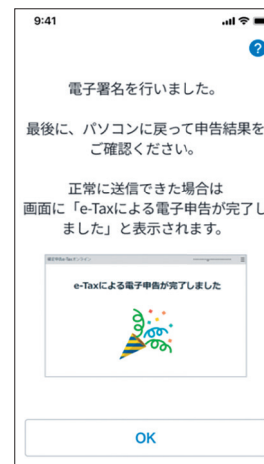 9:41
?
電子署名を行いました。
最後に、パソコンに戻って申告結果を
ご確認ください。
正常に送信できた場合は
画面に「e-Taxによる電子申告が完了し
ました」と表示されます。
e-Taxによる電子申告が完了しました
OK